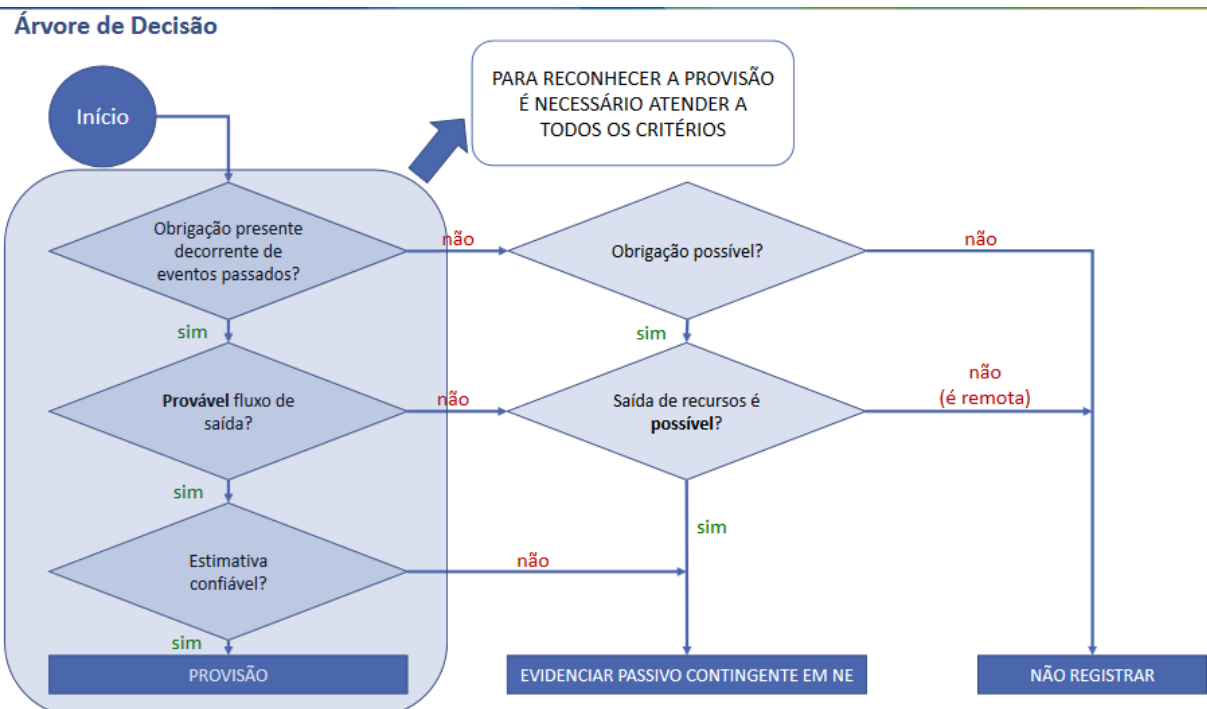 Árvore de Decisão
Início
PARA RECONHECER A PROVISÃO
É NECESSÁRIO ATENDER A
TODOS OS CRITÉRIOS
Obrigação presente
decorrente de
eventos passados?
não
Obrigação possível?
não
sim
sim
Provável fluxo de
saída?
não
Saída de recursos é
possível?
não
(é remota)
sim
sim
Estimativa
confiável?
não
sim
PROVISÃO
EVIDENCIAR PASSIVO CONTINGENTE EM NE
NÃO REGISTRAR